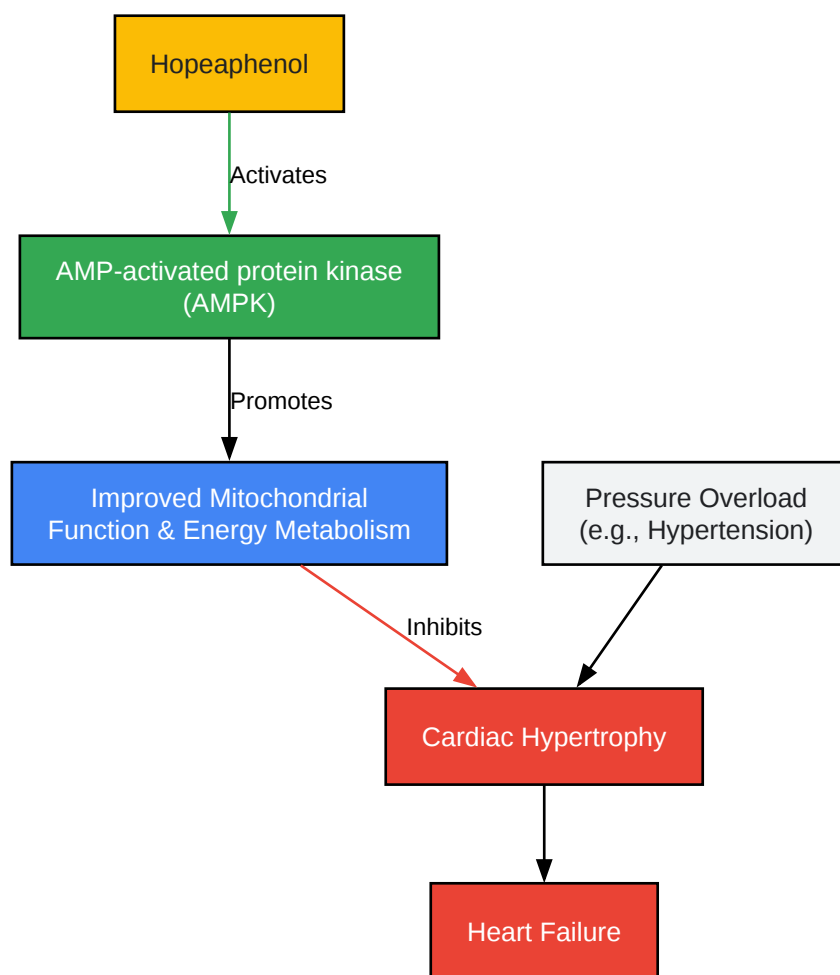 Hopeaphenol
Activates
AMP-activated protein kinase
(AMPK)
Promotes
Improved Mitochondrial
Function & Energy Metabolism
Pressure Overload
(e.g., Hypertension)
Inhibits
Cardiac Hypertrophy
Heart Failure